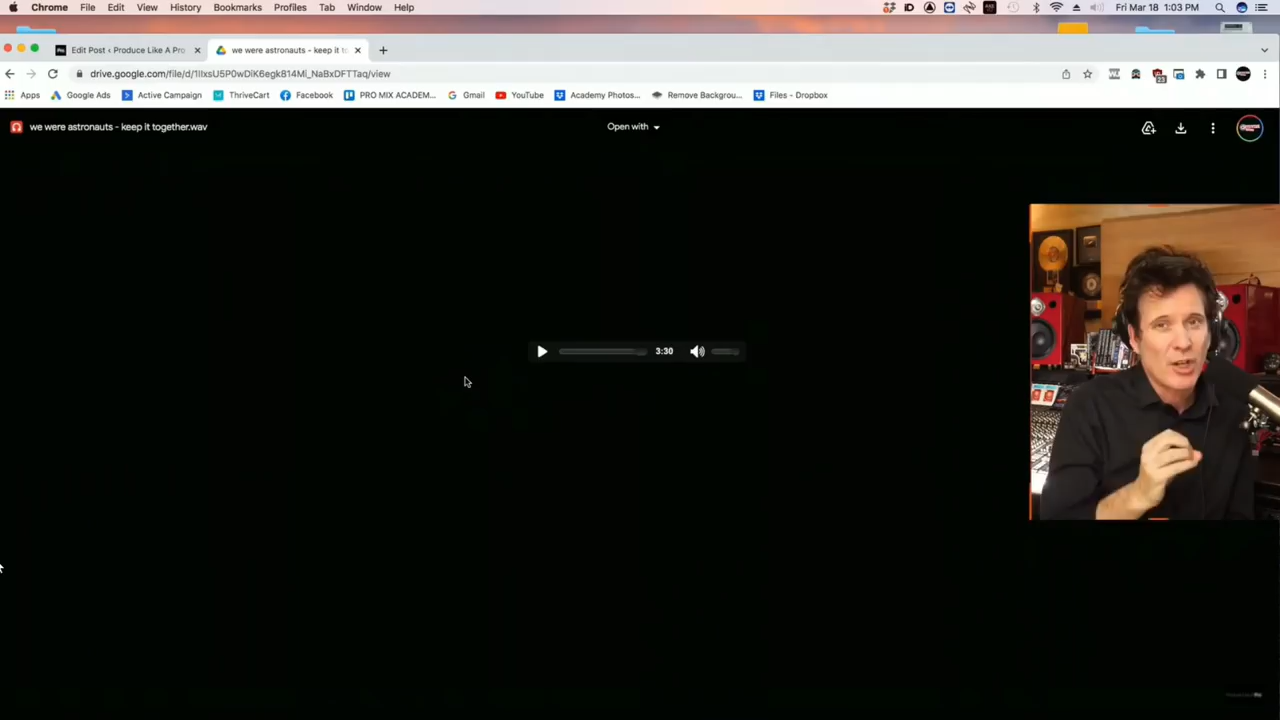 Chrome File Edit View History Bookmarks Profiles Tab Window Help Fri Mar 18 1:03 PM
Edit Post ‹ Produce Like A Pro we were astronauts - keep it to
drive.google.com/file/d/
Apps Google Ads Active Campaign ThriveCart Facebook PRO MIX ACADEM... Gmail YouTube Academy Photos... Remove Backgrou... Files - Dropbox
we were astronauts - keep it together.wav Open with
3:30